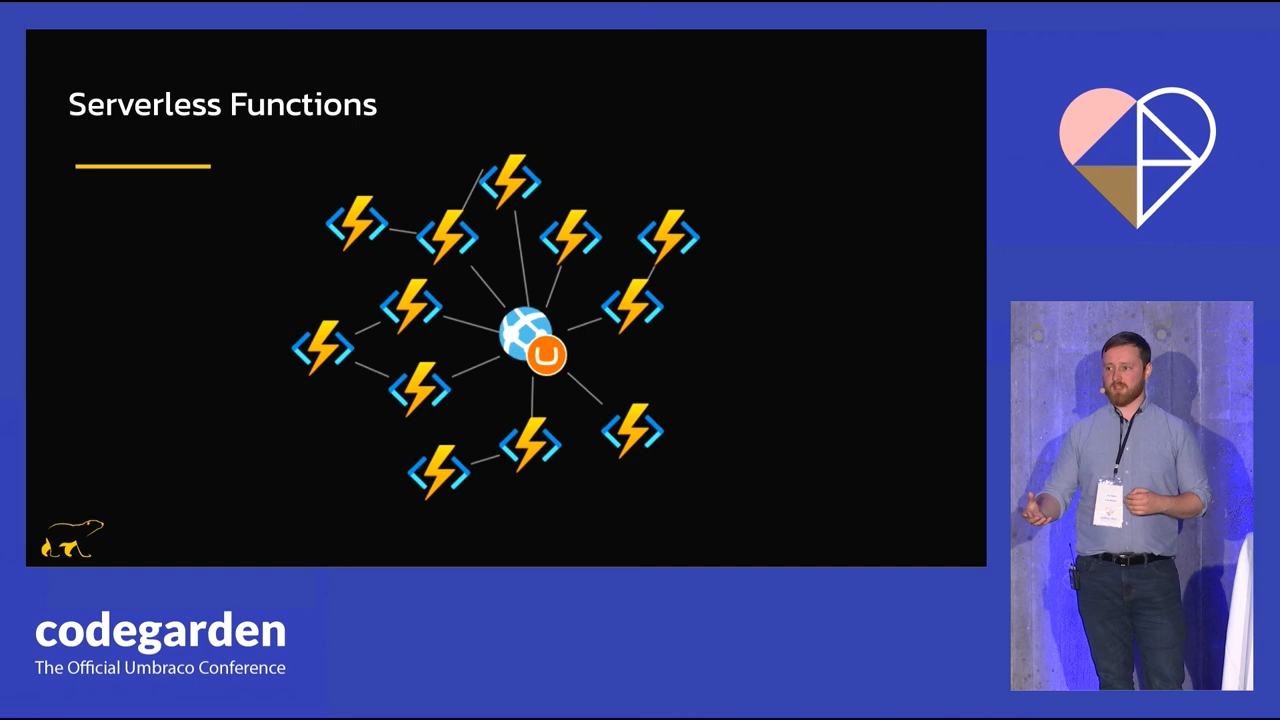 Serverless Functions
codegarden
The Official Umbraco Conference